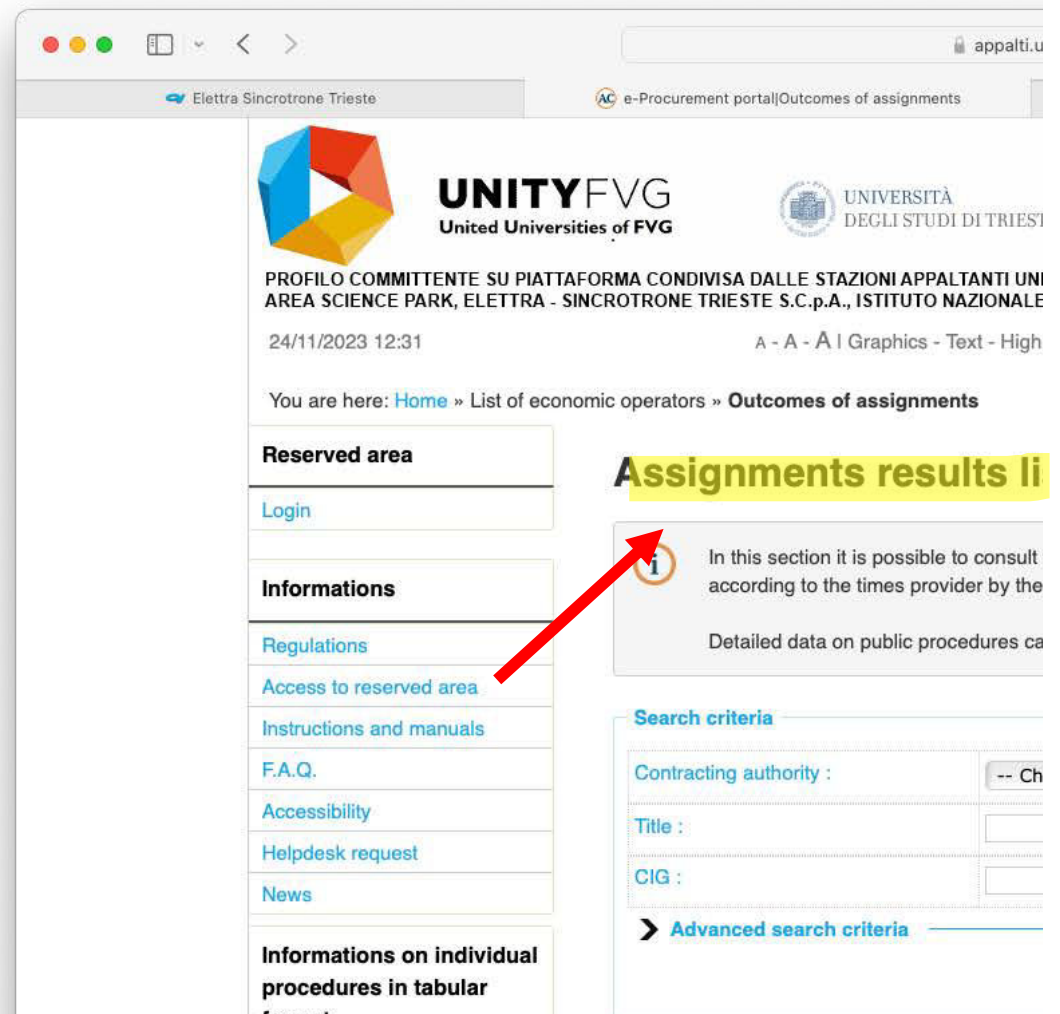 appalti.u
Elettra Sincrotrone Trieste
AC e-Procurement portal|Outcomes of assignments
UNITYFVG
United Universities of FVG
UNIVERSITÀ
DEGLI STUDI DI TRIEST
PROFILO COMMITTENTE SU PIATTAFORMA CONDIVISA DALLE STAZIONI APPALTANTI UNI
AREA SCIENCE PARK, ELETTRA - SINCROTRONE TRIESTE S.C.p.A., ISTITUTO NAZIONALE
24/11/2023 12:31
A - A - A | Graphics - Text - High
You are here: Home » List of economic operators » Outcomes of assignments
Reserved area
Login
Informations
Regulations
Access to reserved area
Instructions and manuals
F.A.Q.
Accessibility
Helpdesk request
News
Informations on individual
procedures in tabular
Assignments results lis
i
In this section it is possible to consult
according to the times provider by the
Detailed data on public procedures ca
Search criteria
Contracting authority :
-- Ch
Title :
CIG :
Advanced search criteria